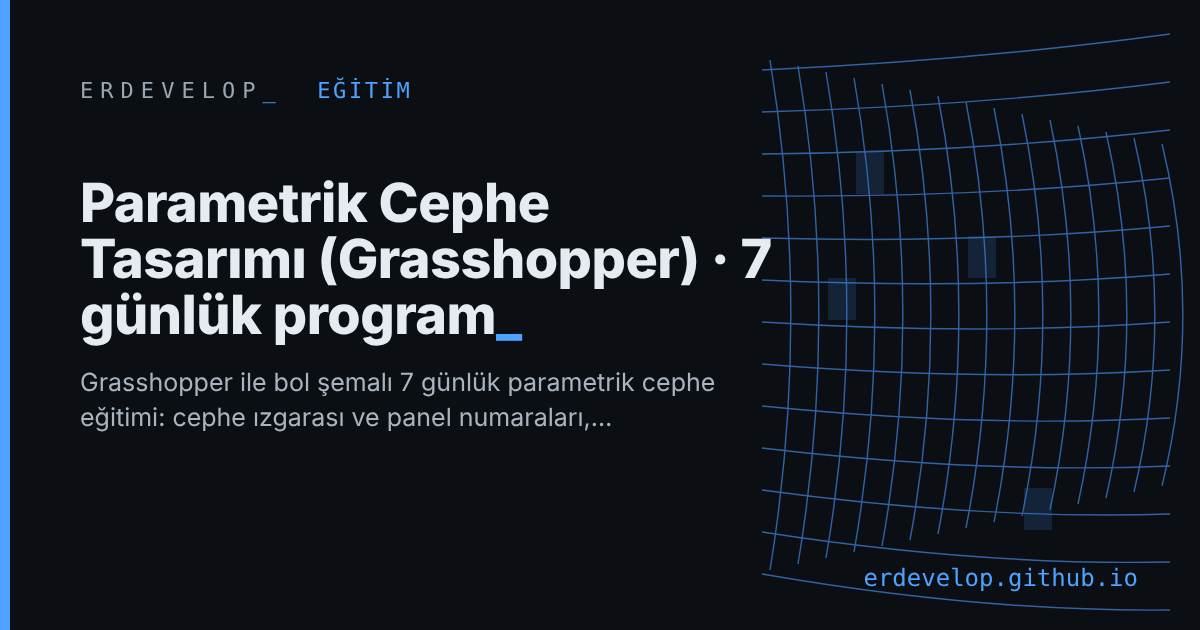 ERDEVELOP_ EĞİTİM
Parametrik Cephe
Tasarımı (Grasshopper) · 7
günlük program_
Grasshopper ile bol şemalı 7 günlük parametrik cephe
eğitimi: cephe ızgarası ve panel numaraları,...
erdevelop.github.io